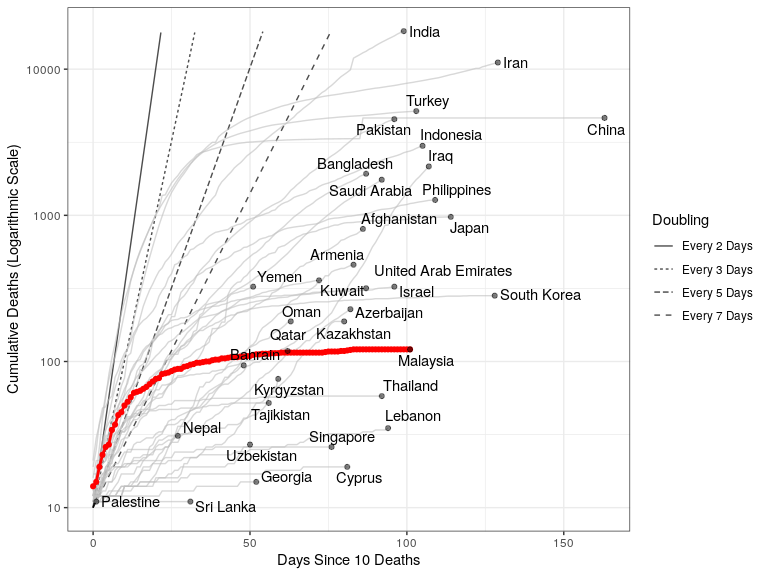 India
Iran
Turkey
Pakistan
China
Indonesia
Iraq
Bangladesh
Saudi Arabia
Philippines
Afghanistan
Japan
Armenia
United Arab Emirates
Yemen
Kuwait
Israel
South Korea
Oman
Azerbaijan
Qatar
Kazakhstan
Bahrain
Malaysia
Kyrgyzstan
Thailand
Tajikistan
Lebanon
Nepal
Singapore
Uzbekistan
Georgia
Cyprus
Palestine
Sri Lanka
10000
1000
100
10
0
50
100
150
Days Since 10 Deaths
Cumulative Deaths (Logarithmic Scale)
Doubling
Every 2 Days
Every 3 Days
Every 5 Days
Every 7 Days